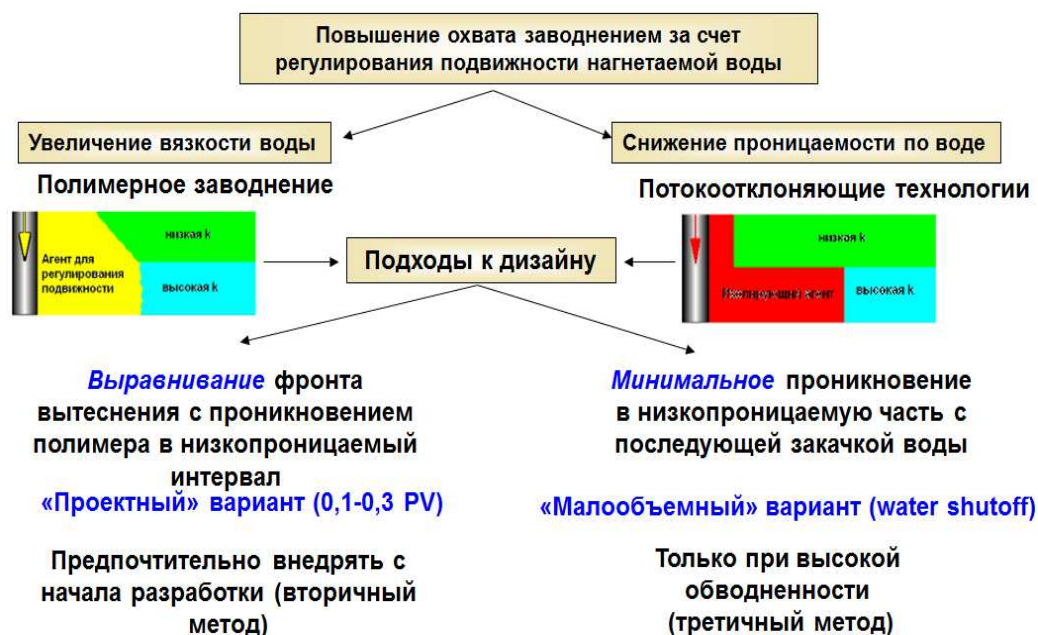 Повышение охвата заводнением за счет
регулирования подвижности нагнетаемой воды
Увеличение вязкости воды
Снижение проницаемости по воде
Полимерное заводнение
Потокоотклоняющие технологии
низкая k
Агент для
регулирования
подвижности
высокая k
Подходы к дизайну
низкая k
Изолирующий агент
высокая k
Выравнивание фронта
вытеснения с проникновением
полимера в низкопроницаемый
интервал
«Проектный» вариант (0,1-0,3 PV)
Предпочтительно внедрять с
начала разработки (вторичный
метод)
Минимальное проникновение
в низкопроницаемую часть с
последующей закачкой воды
«Малообъемный» вариант (water shutoff)
Только при высокой
обводненности
(третичный метод)